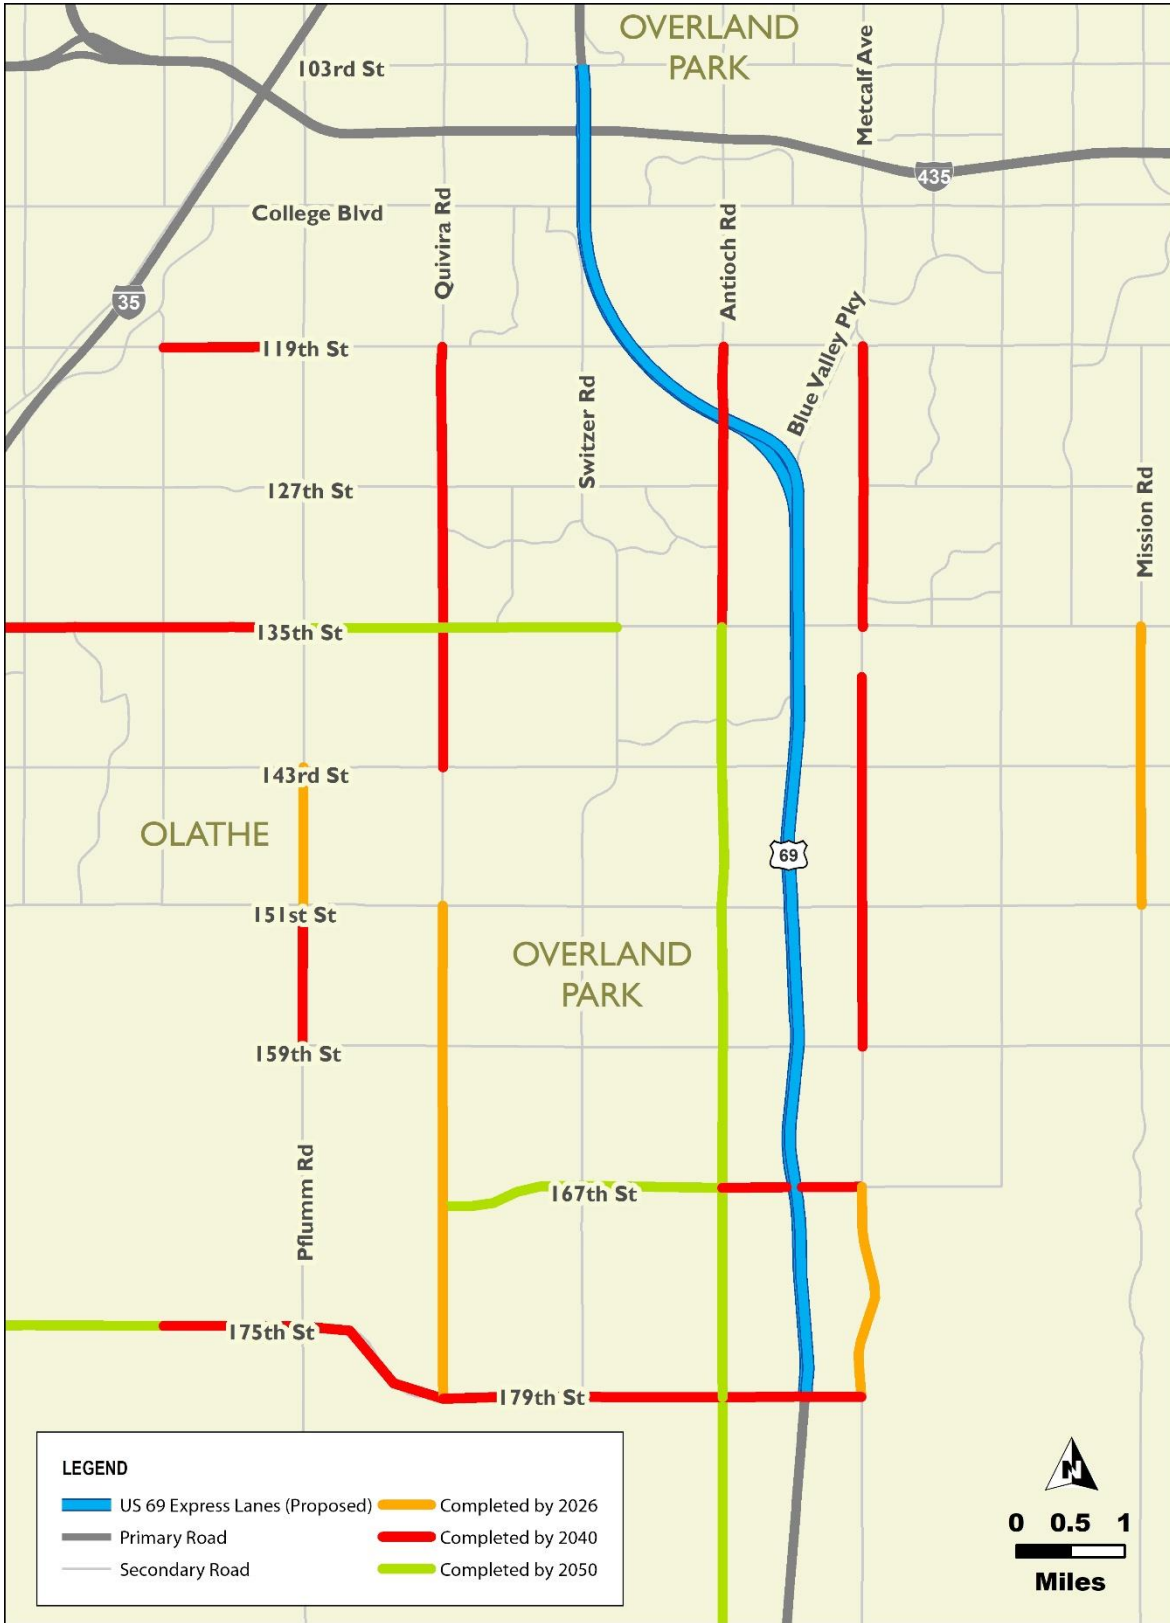 OVERLAND
PARK
Metcalf Ave
103rd St
435
College Blvd
Quivira Rd
Antioch Rd
35
Blue Valley Pky
119th St
Switzer Rd
127th St
Mission Rd
135th St
143rd St
OLATHE
69
151st St
OVERLAND
PARK
159th St
Pflumm Rd
167th St
175th St
179th St
LEGEND
US 69 Express Lanes (Proposed)
Primary Road
Secondary Road
Completed by 2026
Completed by 2040
Completed by 2050
N
0 0.5 1
Miles